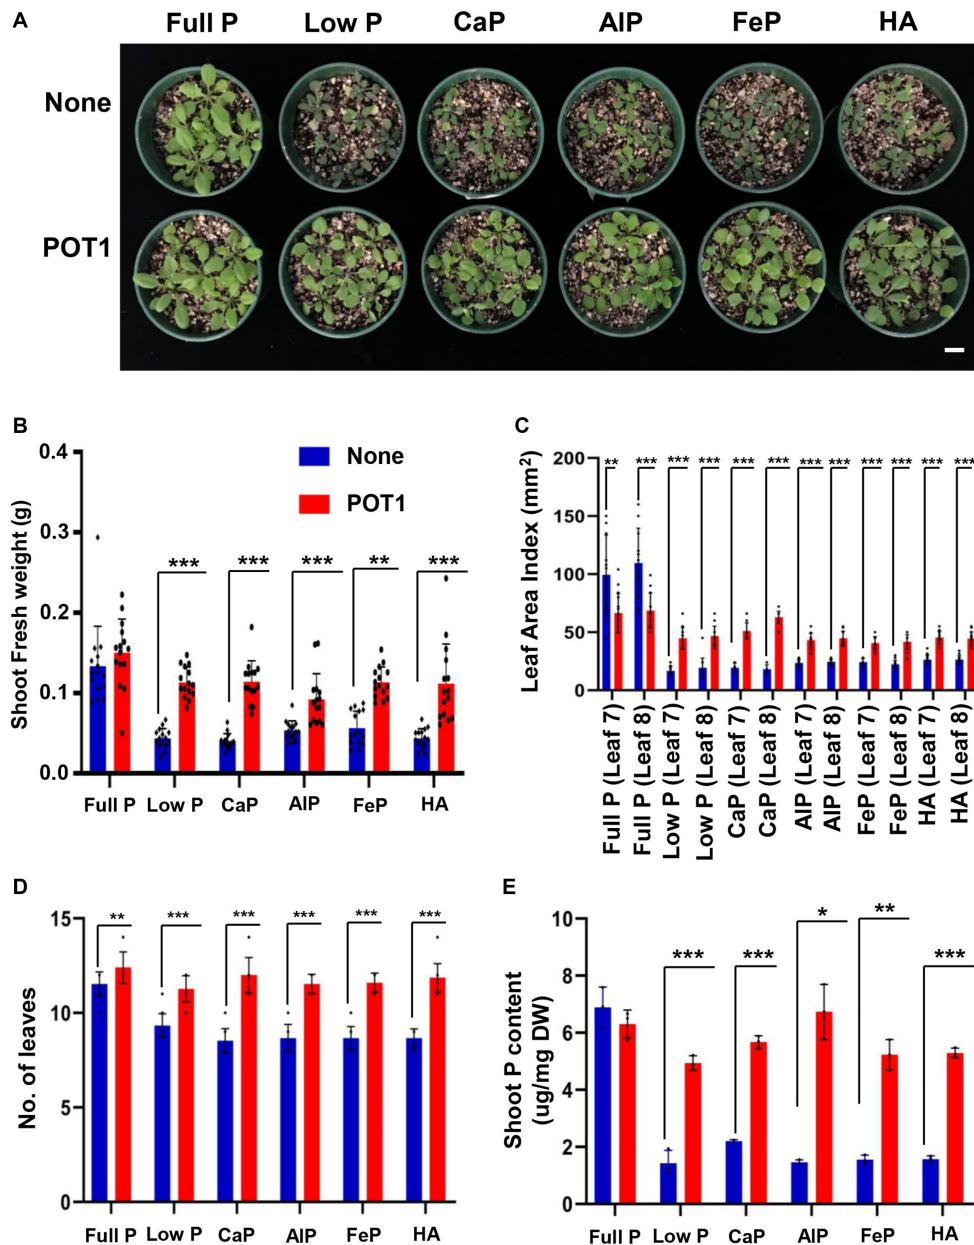 A Full P Low P CaP AlP FeP HA
None
POT1
B
0.4
0.3
0.2
0.1
0.0
Shoot Fresh weight (g)
None
POT1
*** *** *** ** ***
Full P Low P CaP AlP FeP HA
C
200
150
100
50
0
Leaf Area Index (mm²)
** *** *** *** *** *** *** *** *** *** *** ***
Full P (Leaf 7)
Full P (Leaf 8)
Low P (Leaf 7)
Low P (Leaf 8)
CaP (Leaf 7)
CaP (Leaf 8)
AlP (Leaf 7)
AlP (Leaf 8)
FeP (Leaf 7)
FeP (Leaf 8)
HA (Leaf 7)
HA (Leaf 8)
D
15
10
5
0
No. of leaves
** *** *** *** *** ***
Full P Low P CaP AlP FeP HA
E
10
8
6
4
2
0
Shoot P content
(ug/mg DW)
*** *** * ** ***
Full P Low P CaP AlP FeP HA